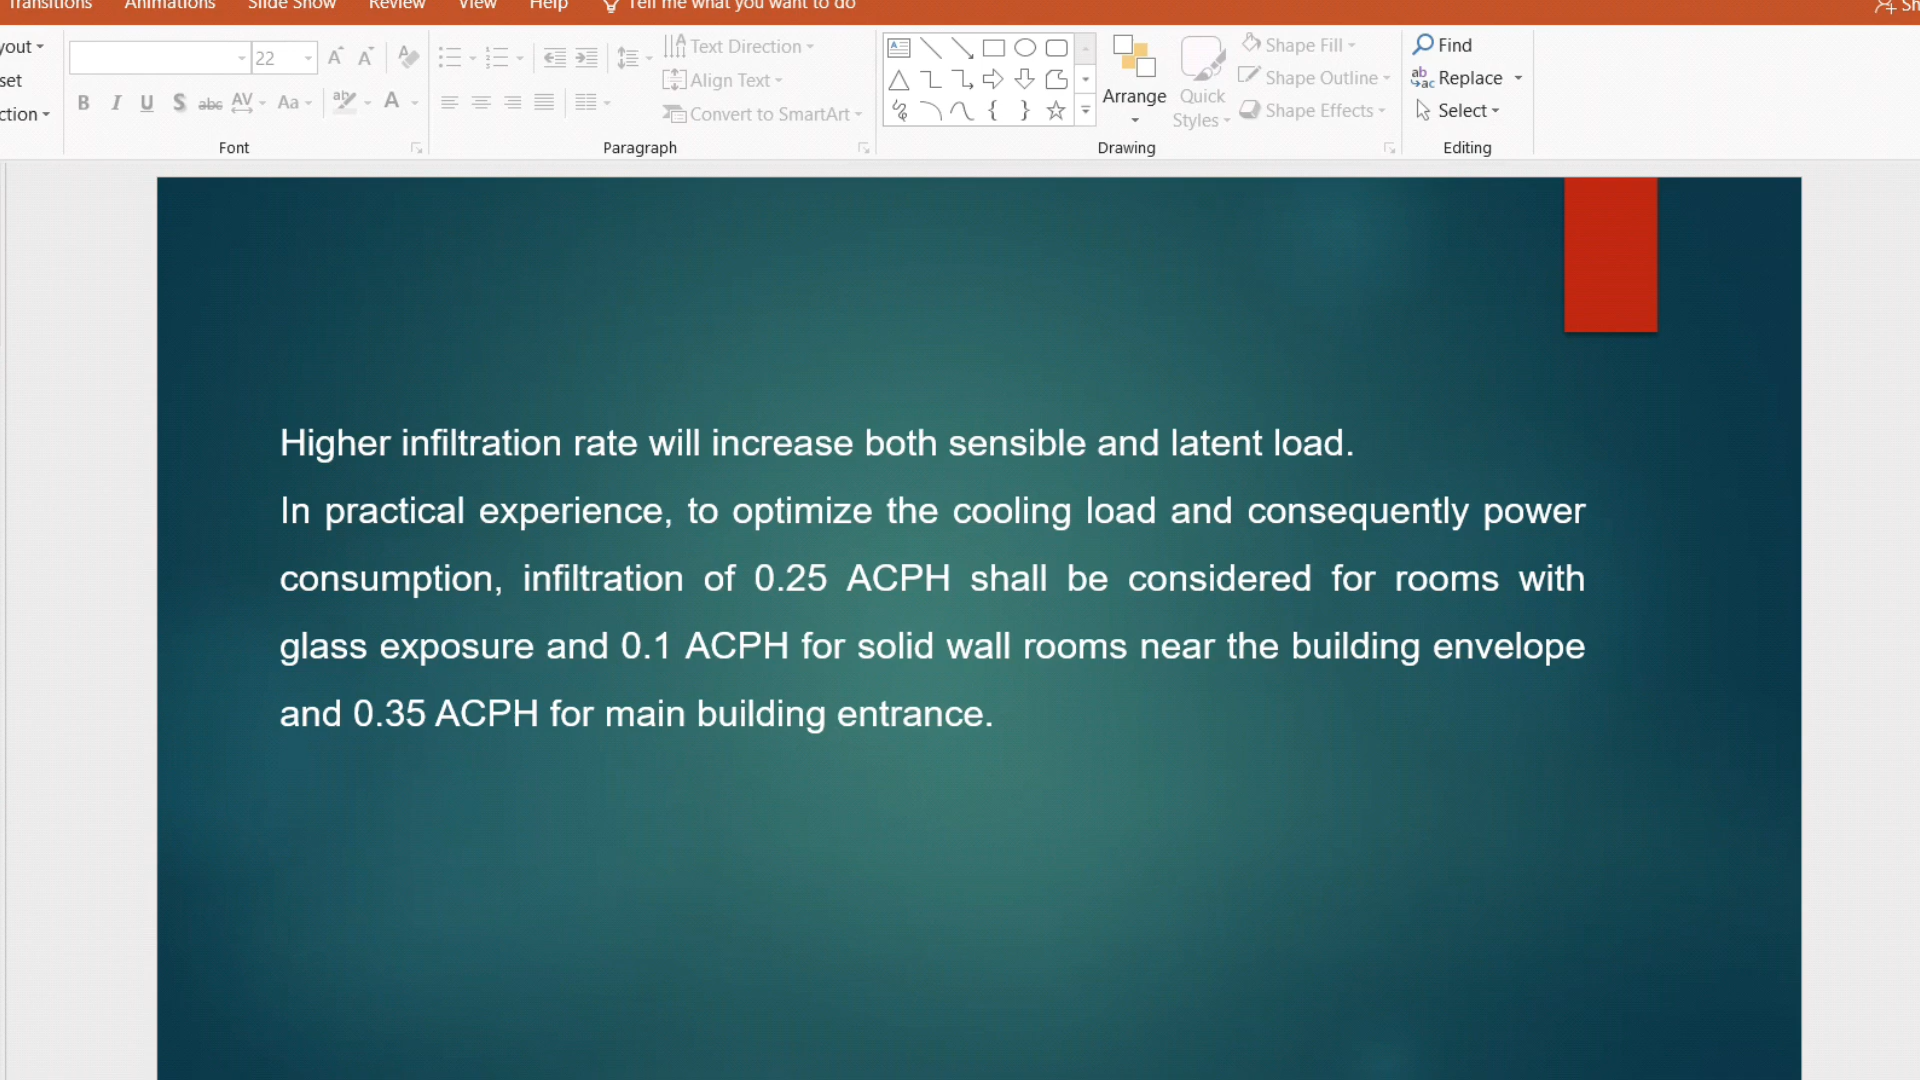 Transitions Animations Slide Show Review View Help Tell me what you want to do
22
Text Direction
Align Text
Convert to SmartArt
Arrange
Quick
Styles
Shape Fill
Shape Outline
Shape Effects
Find
Replace
Select
Font
Paragraph
Drawing
Editing
Higher infiltration rate will increase both sensible and latent load.
In practical experience, to optimize the cooling load and consequently power
consumption, infiltration of 0.25 ACPH shall be considered for rooms with
glass exposure and 0.1 ACPH for solid wall rooms near the building envelope
and 0.35 ACPH for main building entrance.